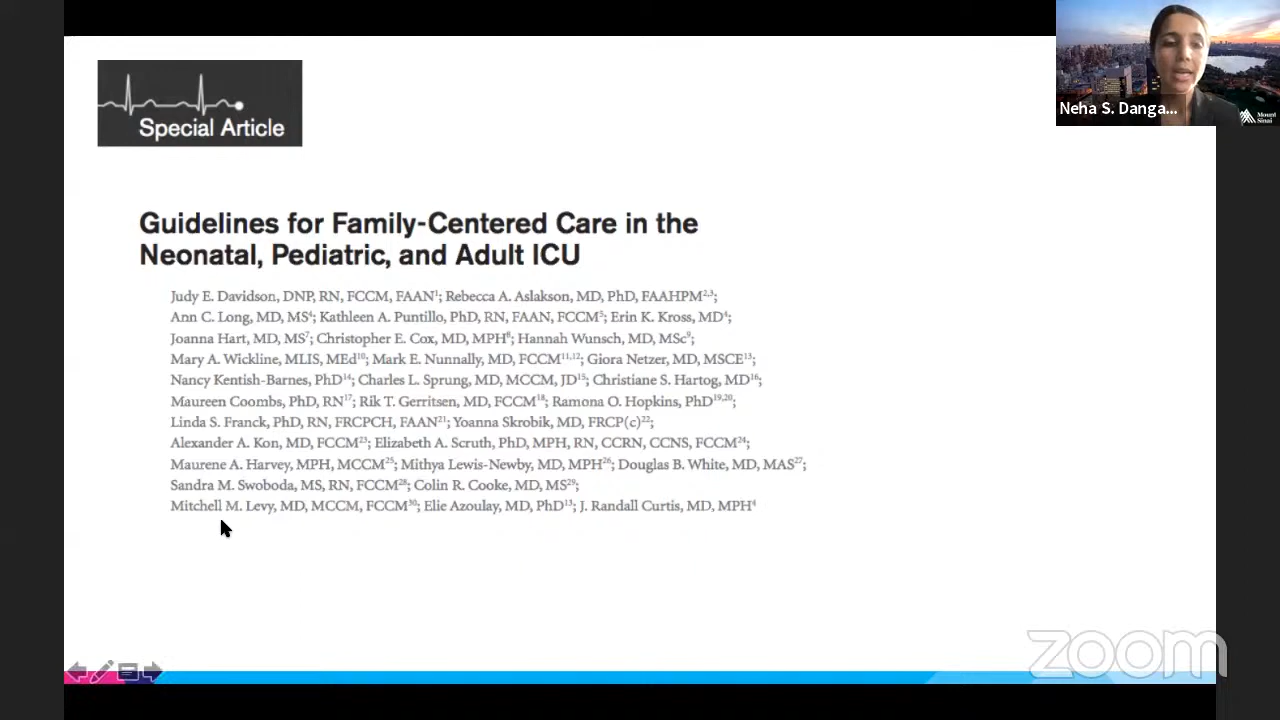 Special Article
Neha S. Danga...
Mount
Sinai
Guidelines for Family-Centered Care in the
Neonatal, Pediatric, and Adult ICU
Judy E. Davidson, DNP, RN, FCCM, FAAN¹; Rebecca A. Aslakson, MD, PhD, FAAHPM²,³;
Ann C. Long, MD, MS⁴; Kathleen A. Puntillo, PhD, RN, FAAN, FCCM⁵; Erin K. Kross, MD⁴;
Joanna Hart, MD, MS⁷; Christopher E. Cox, MD, MPH⁸; Hannah Wunsch, MD, MSc⁹;
Mary A. Wickline, MLIS, MEd¹⁰; Mark E. Nunnally, MD, FCCM¹¹,¹²; Giora Netzer, MD, MSCE¹³;
Nancy Kentish-Barnes, PhD¹⁴; Charles L. Sprung, MD, MCCM, JD¹⁵; Christiane S. Hartog, MD¹⁶;
Maureen Coombs, PhD, RN¹⁷; Rik T. Gerritsen, MD, FCCM¹⁸; Ramona O. Hopkins, PhD¹⁹,²⁰;
Linda S. Franck, PhD, RN, FRCPCH, FAAN²¹; Yoanna Skrobik, MD, FRCP(c)²²;
Alexander A. Kon, MD, FCCM²³; Elizabeth A. Scruth, PhD, MPH, RN, CCRN, CCNS, FCCM²⁴;
Maurene A. Harvey, MPH, MCCM²⁵; Mithya Lewis-Newby, MD, MPH²⁶; Douglas B. White, MD, MAS²⁷;
Sandra M. Swoboda, MS, RN, FCCM²⁸; Colin R. Cooke, MD, MS²⁹;
Mitchell M. Levy, MD, MCCM, FCCM³⁰; Elie Azoulay, MD, PhD¹³; J. Randall Curtis, MD, MPH⁴
zoom